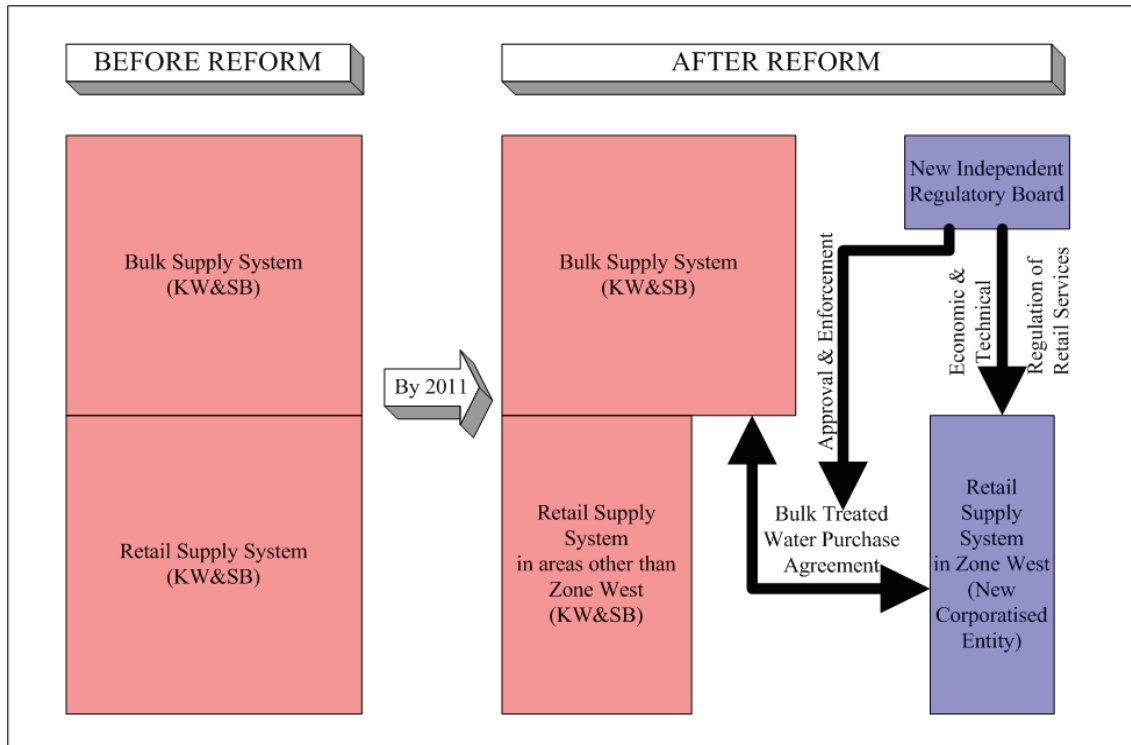 BEFORE REFORM
AFTER REFORM
Bulk Supply System
(KW&SB)
Retail Supply System
(KW&SB)
By 2011
Bulk Supply System
(KW&SB)
Retail Supply
System
in areas other than
Zone West
(KW&SB)
New Independent
Regulatory Board
Approval & Enforcement
Economic &
Technical
Regulation of
Retail Services
Bulk Treated
Water Purchase
Agreement
Retail
Supply
System
in Zone West
(New
Corporatised
Entity)